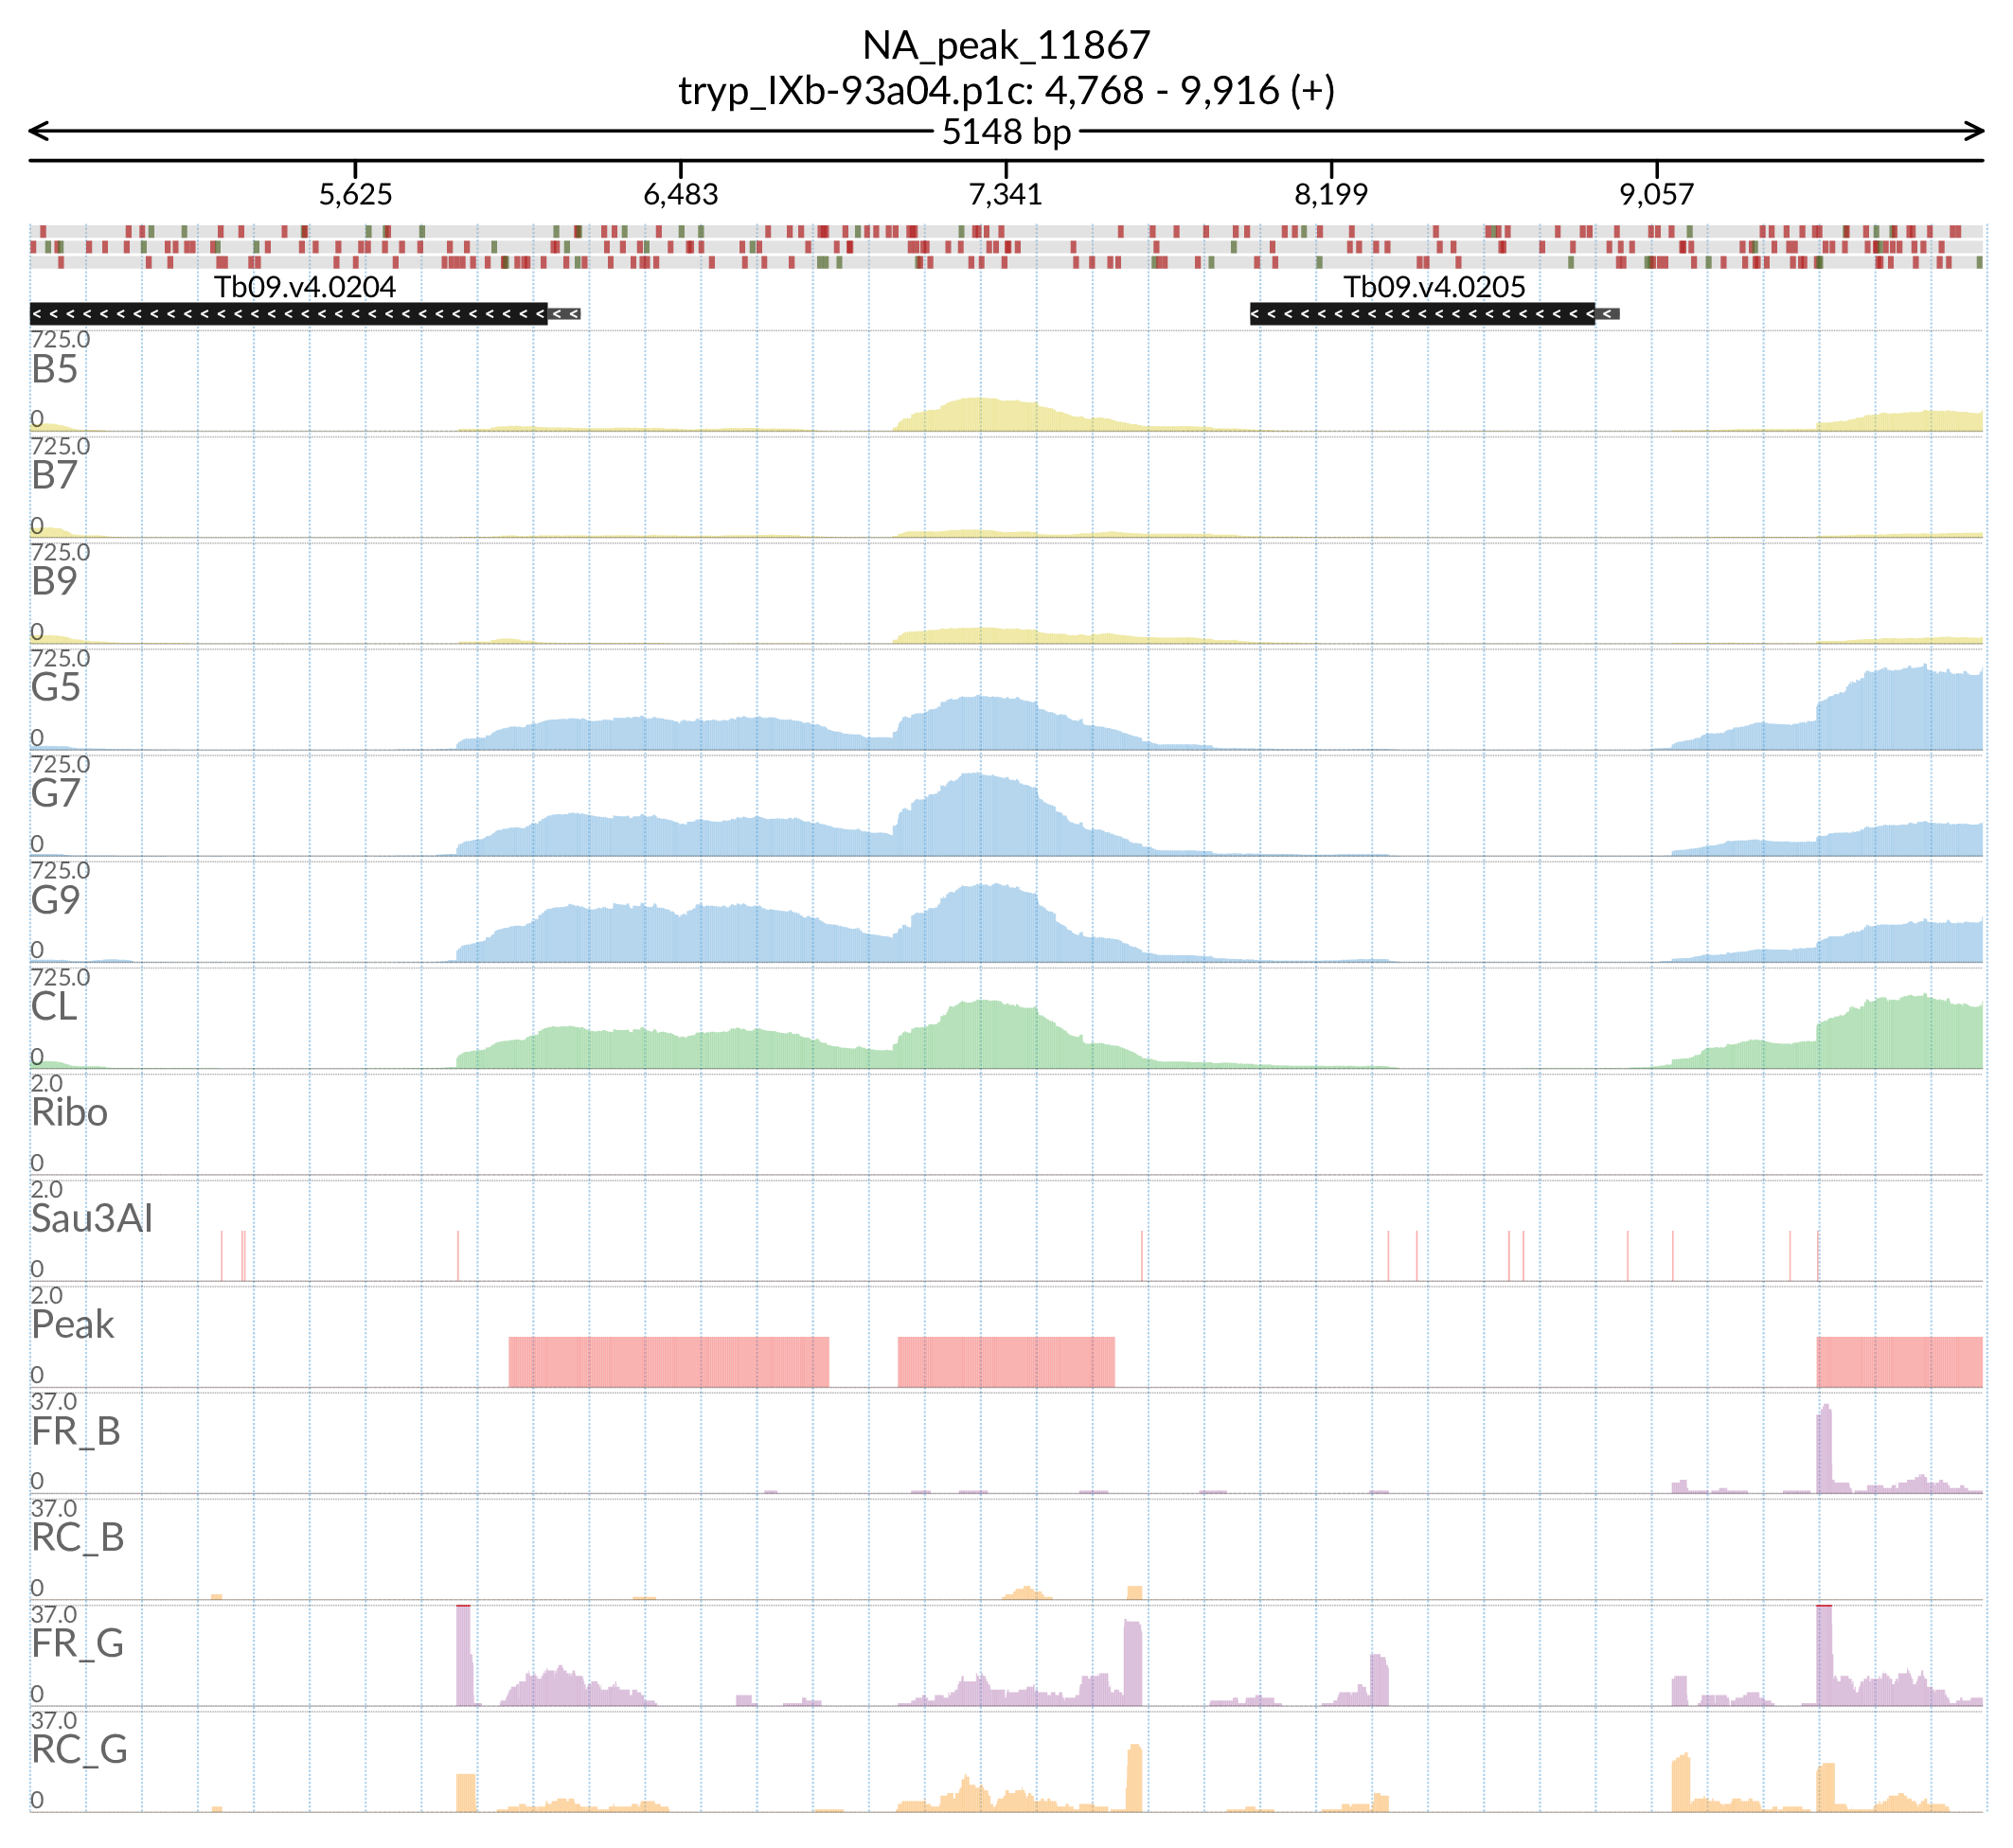 NA_peak_11867
tryp_IXb-93a04.p1c: 4,768 - 9,916 (+)
5148 bp
5,625 6,483 7,341 8,199 9,057
Tb09.v4.0204 Tb09.v4.0205
725.0
B5
0
725.0
B7
0
725.0
B9
0
725.0
G5
0
725.0
G7
0
725.0
G9
0
725.0
CL
0
2.0
Ribo
0
2.0
Sau3AI
0
2.0
Peak
0
37.0
FR_B
0
37.0
RC_B
0
37.0
FR_G
0
37.0
RC_G
0